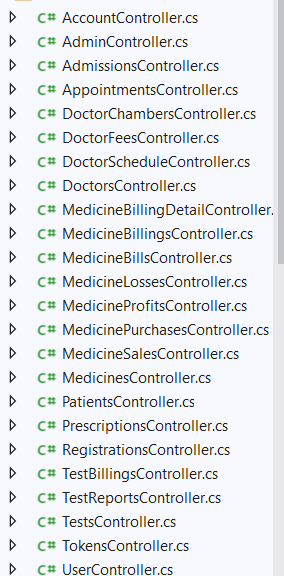 C# AccountController.cs
C# AdminController.cs
C# AdmissionsController.cs
C# AppointmentsController.cs
C# DoctorChambersController.cs
C# DoctorFeesController.cs
C# DoctorScheduleController.cs
C# DoctorsController.cs
C# MedicineBillingDetailController.
C# MedicineBillingsController.cs
C# MedicineBillsController.cs
C# MedicineLossesController.cs
C# MedicineProfitsController.cs
C# MedicinePurchasesController.cs
C# MedicineSalesController.cs
C# MedicinesController.cs
C# PatientsController.cs
C# PrescriptionsController.cs
C# RegistrationsController.cs
C# TestBillingsController.cs
C# TestReportsController.cs
C# TestsController.cs
C# TokensController.cs
C# UserController.cs